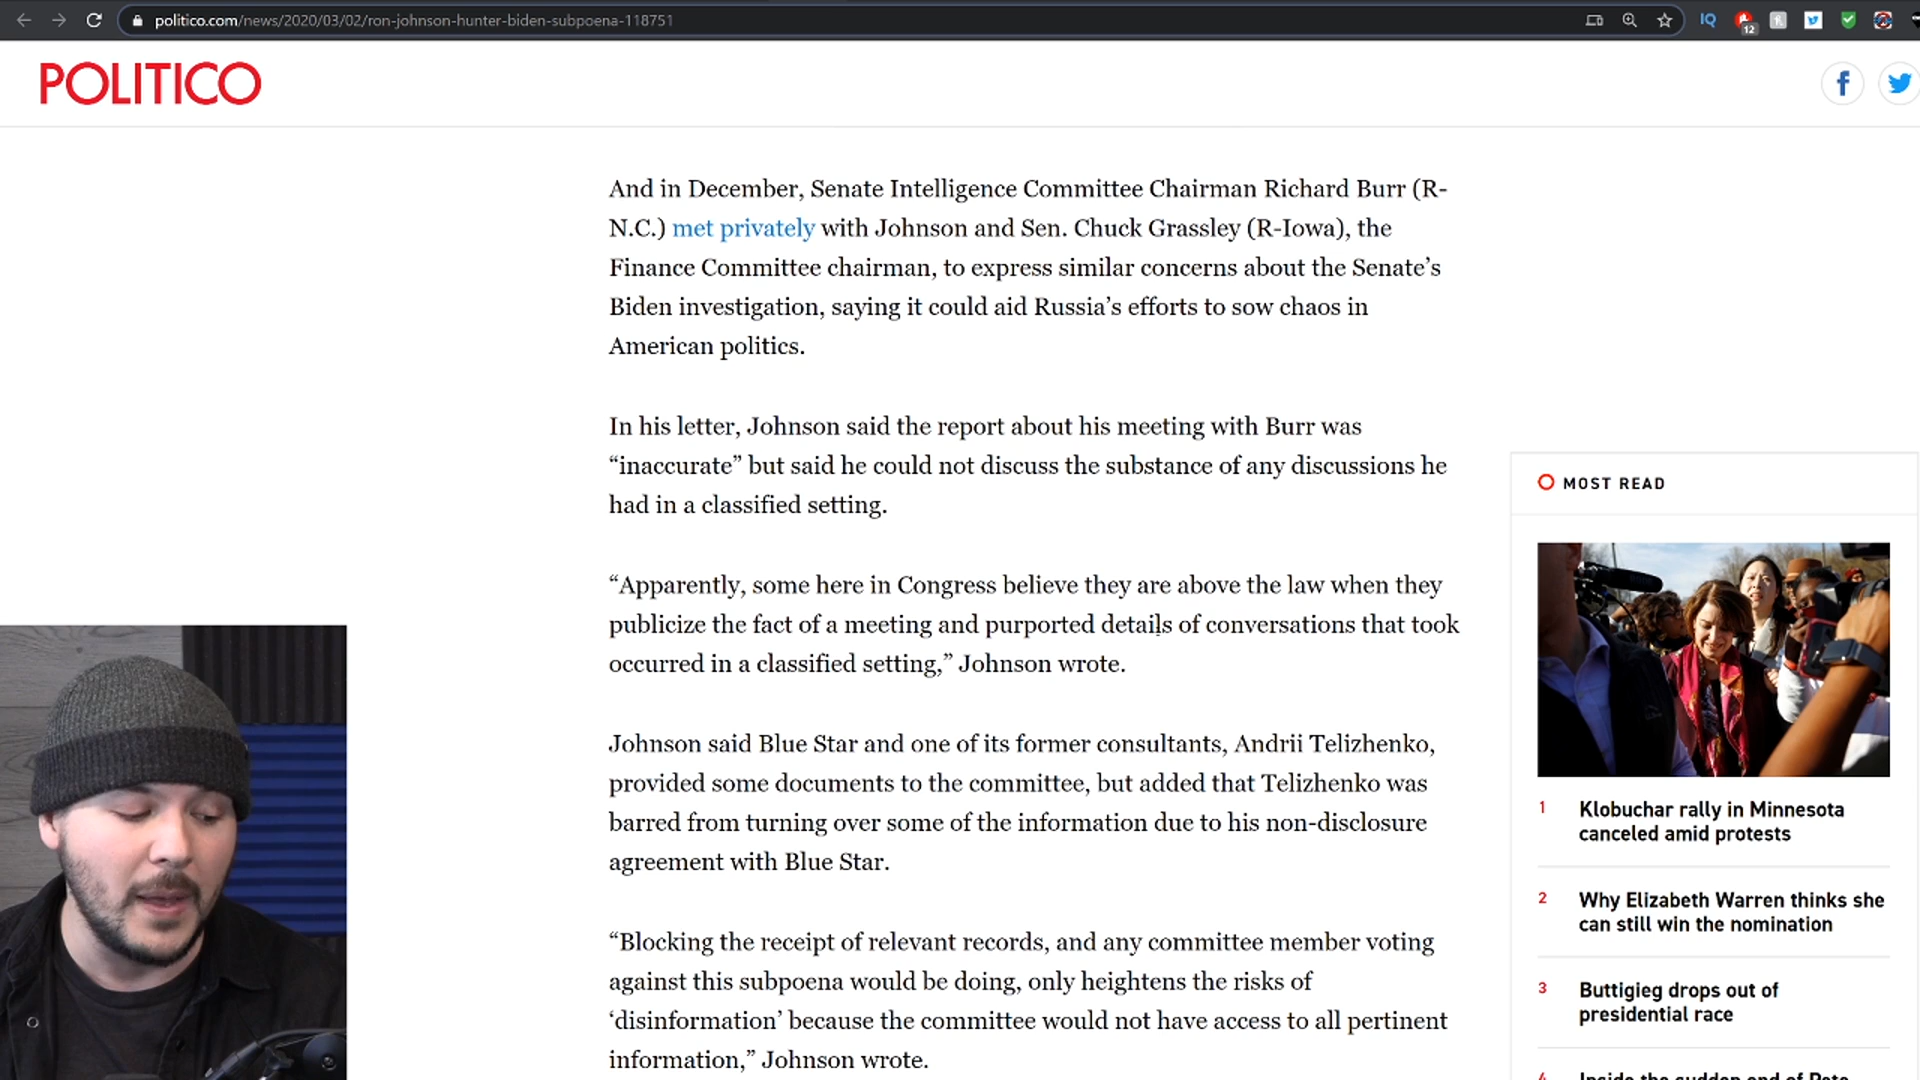 politico.com/news/2020/03/02/ron-johnson-hunter-biden-subpoena-118751
IQ
12
POLITICO
And in December, Senate Intelligence Committee Chairman Richard Burr (R-
N.C.) met privately with Johnson and Sen. Chuck Grassley (R-Iowa), the
Finance Committee chairman, to express similar concerns about the Senate’s
Biden investigation, saying it could aid Russia’s efforts to sow chaos in
American politics.
In his letter, Johnson said the report about his meeting with Burr was
“inaccurate” but said he could not discuss the substance of any discussions he
had in a classified setting.
“Apparently, some here in Congress believe they are above the law when they
publicize the fact of a meeting and purported details of conversations that took
occurred in a classified setting,” Johnson wrote.
Johnson said Blue Star and one of its former consultants, Andrii Telizhenko,
provided some documents to the committee, but added that Telizhenko was
barred from turning over some of the information due to his non-disclosure
agreement with Blue Star.
“Blocking the receipt of relevant records, and any committee member voting
against this subpoena would be doing, only heightens the risks of
‘disinformation’ because the committee would not have access to all pertinent
information,” Johnson wrote.
MOST READ
1 Klobuchar rally in Minnesota
canceled amid protests
2 Why Elizabeth Warren thinks she
can still win the nomination
3 Buttigieg drops out of
presidential race
4 Inside the sudden end of Pete